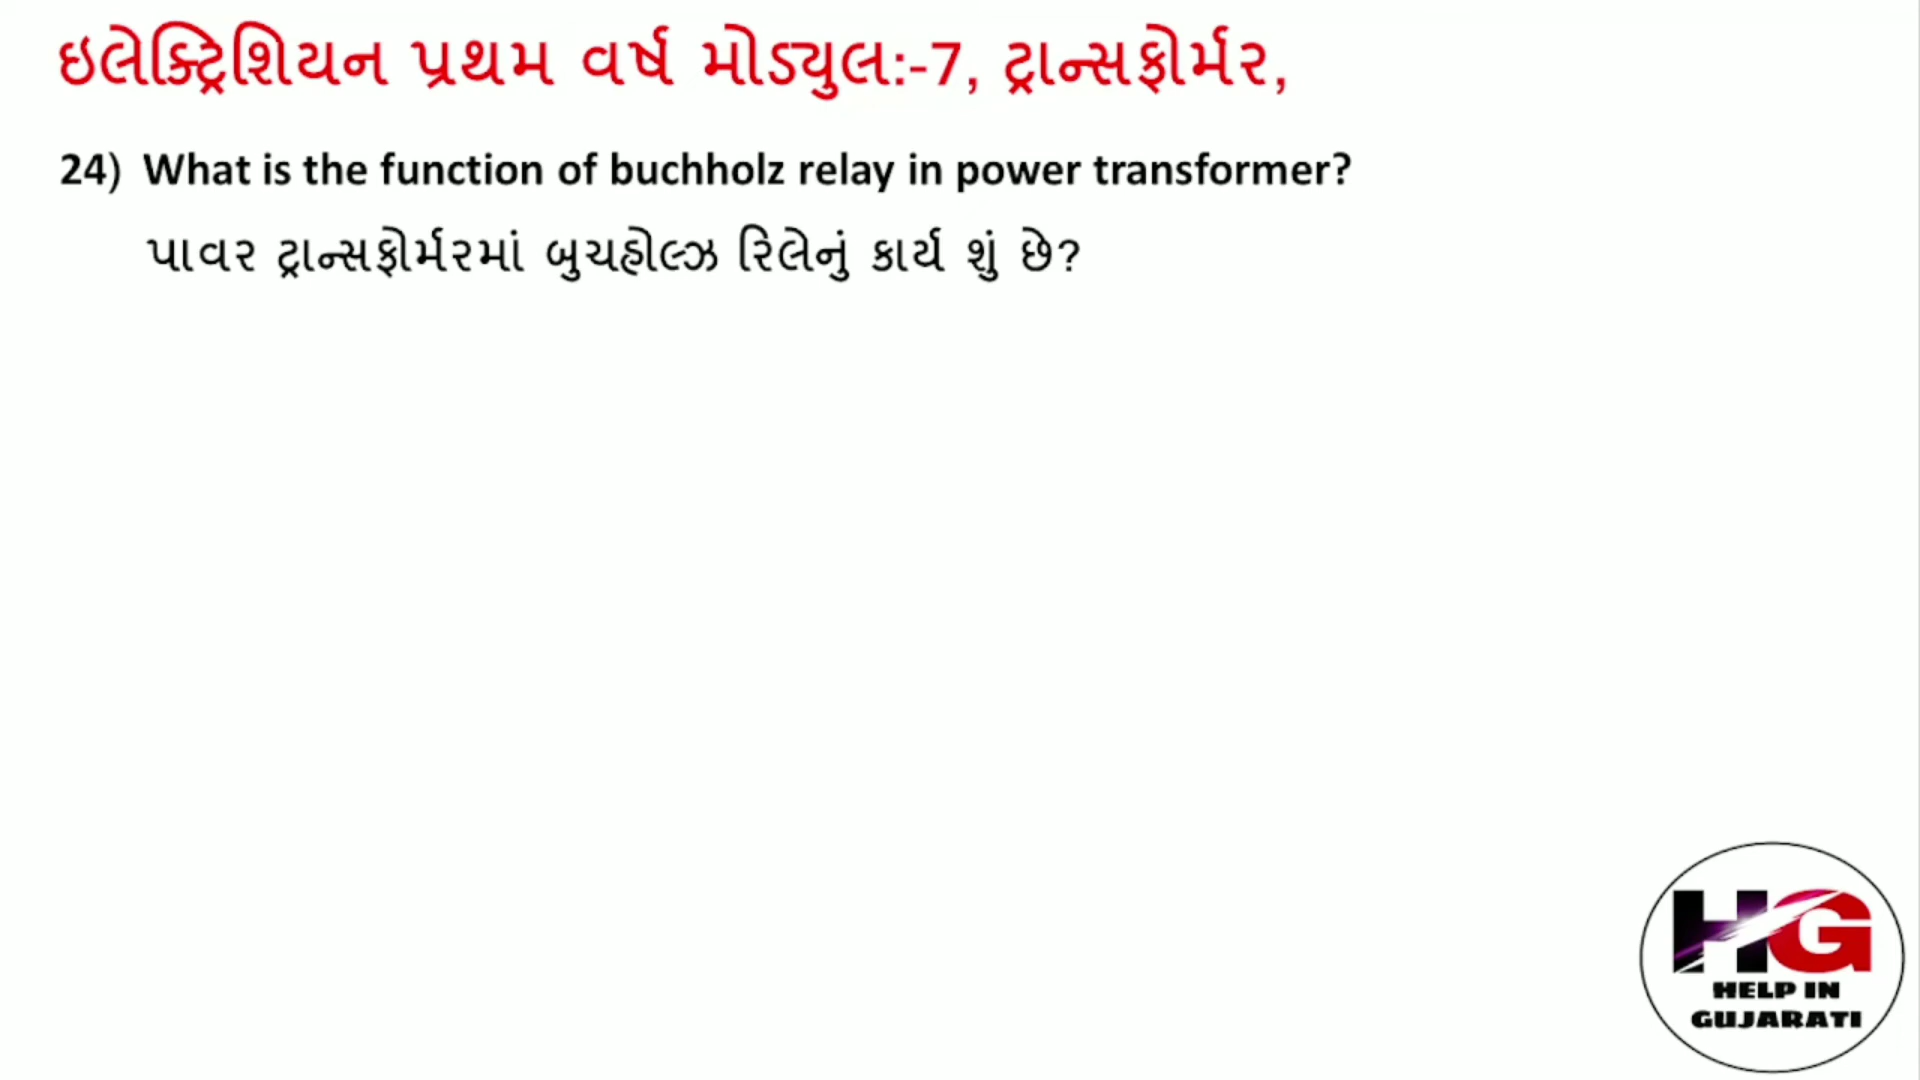 ઇલેક્ટ્રિશિયન પ્રથમ વર્ષ મોડ્યુલ:-7, ટ્રાન્સફોર્મર,
24) What is the function of buchholz relay in power transformer?
પાવર ટ્રાન્સફોર્મરમાં બુચહોલ્ઝ રિલેનું કાર્ય શું છે?
HG
HELP IN
GUJARATI